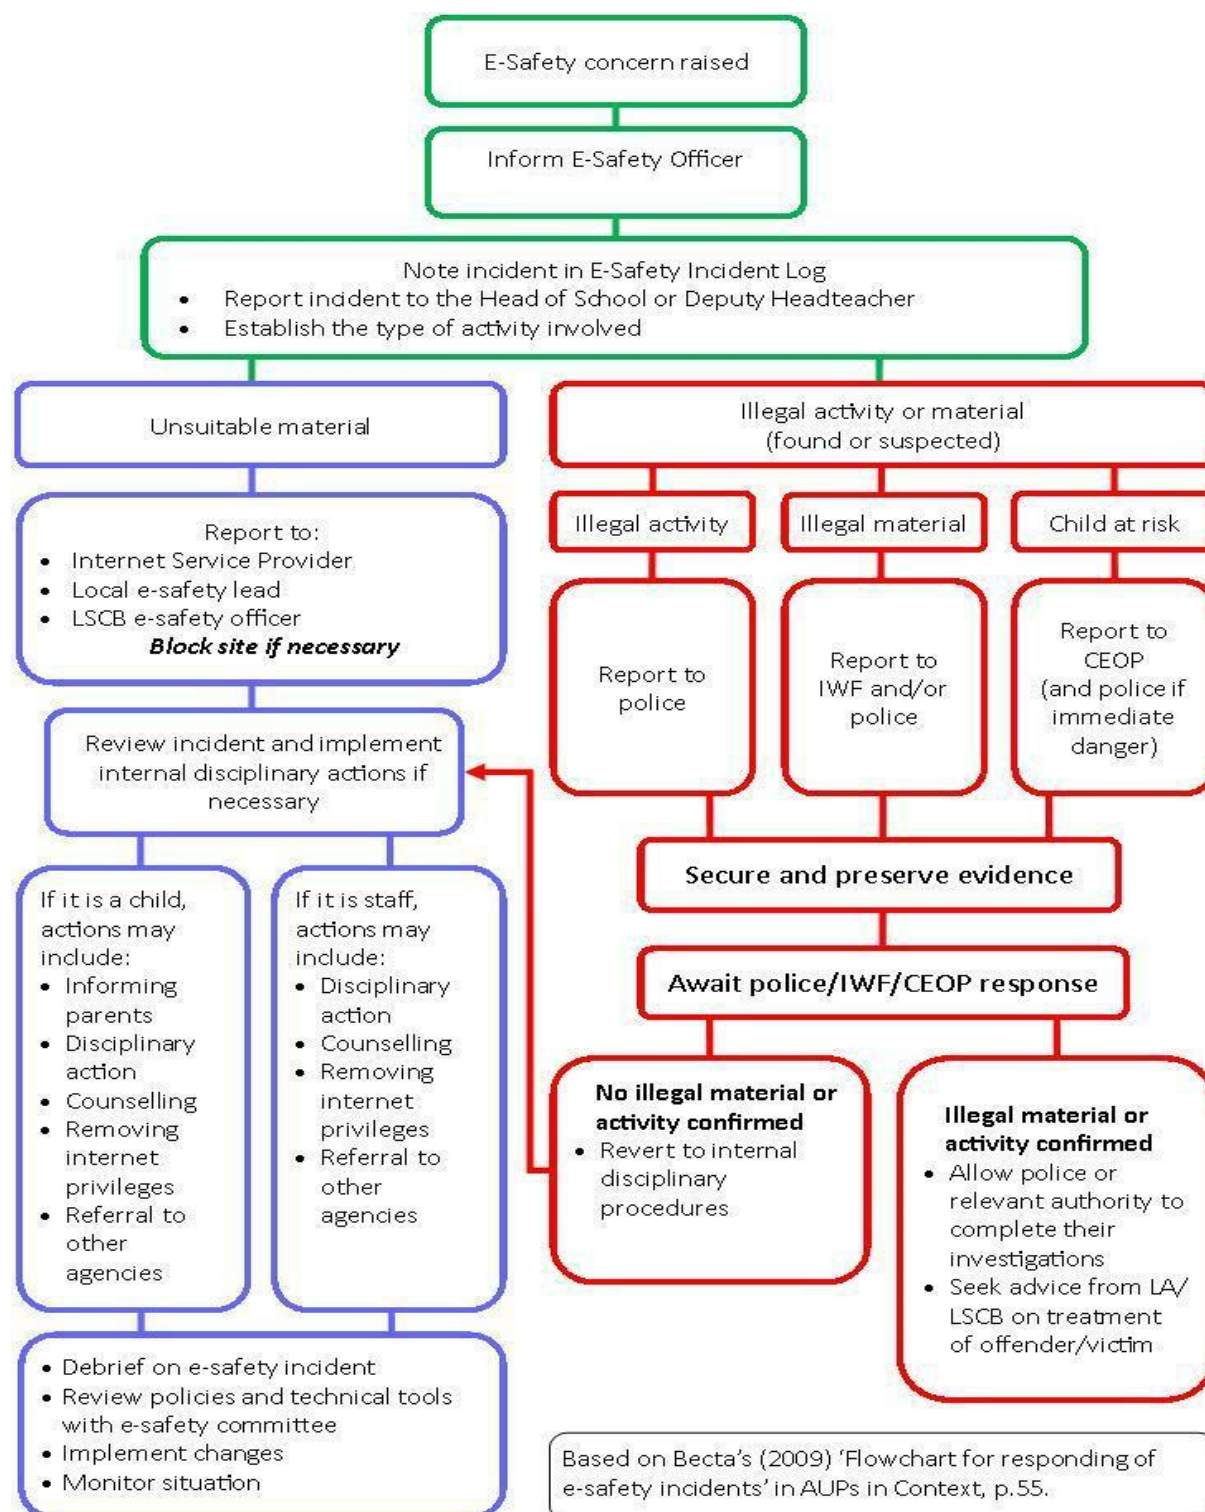 E-Safety concern raised
Inform E-Safety Officer
Note incident in E-Safety Incident Log
• Report incident to the Head of School or Deputy Headteacher
• Establish the type of activity involved
Unsuitable material
Report to:
• Internet Service Provider
• Local e-safety lead
• LSCB e-safety officer
Block site if necessary
Review incident and implement
internal disciplinary actions if
necessary
If it is a child,
actions may
include:
• Informing
parents
• Disciplinary
action
• Counselling
• Removing
internet
privileges
• Referral to
other
agencies
If it is staff,
actions may
include:
• Disciplinary
action
• Counselling
• Removing
internet
privileges
• Referral to
other
agencies
• Debrief on e-safety incident
• Review policies and technical tools
with e-safety committee
• Implement changes
• Monitor situation
Illegal activity or material
(found or suspected)
Illegal activity
Illegal material
Child at risk
Report to
police
Report to
IWF and/or
police
Report to
CEOP
(and police if
immediate
danger)
Secure and preserve evidence
Await police/IWF/CEOP response
No illegal material or
activity confirmed
• Revert to internal
disciplinary
procedures
Illegal material or
activity confirmed
• Allow police or
relevant authority to
complete their
investigations
• Seek advice from LA/
LSCB on treatment
of offender/victim
Based on Becta's (2009) 'Flowchart for responding of
e-safety incidents' in AUPs in Context, p.55.